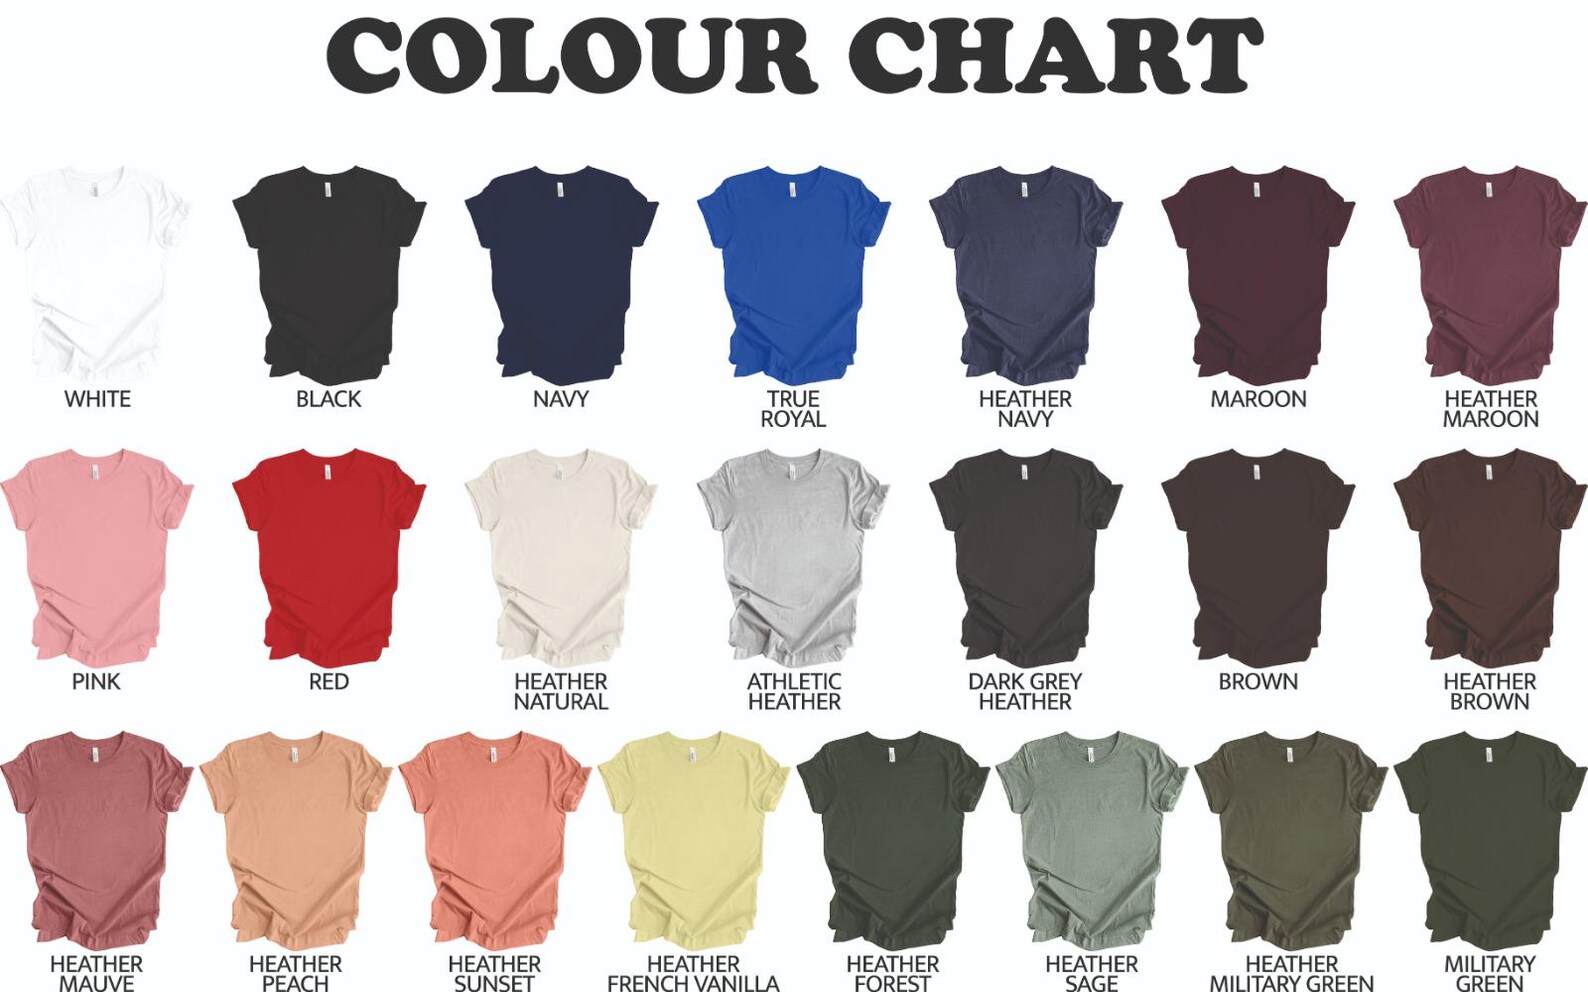 COLOUR CHART
WHITE
BLACK
NAVY
TRUE
ROYAL
HEATHER
NAVY
MAROON
HEATHER
MAROON
PINK
RED
HEATHER
NATURAL
ATHLETIC
HEATHER
DARK GREY
HEATHER
BROWN
HEATHER
BROWN
HEATHER
MAUVE
HEATHER
PEACH
HEATHER
SUNSET
HEATHER
FRENCH VANILLA
HEATHER
FOREST
HEATHER
SAGE
HEATHER
MILITARY GREEN
MILITARY
GREEN